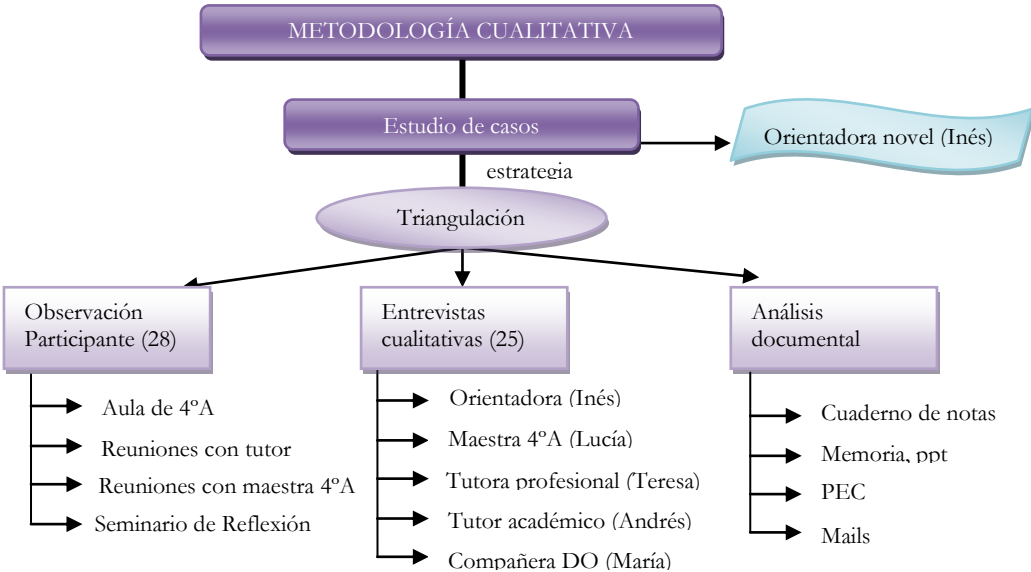 METODOLOGÍA CUALITATIVA
Estudio de casos
Orientadora novel (Inés)
estrategia
Triangulación
Observación
Participante (28)
Aula de 4ºA
Reuniones con tutor
Reuniones con maestra 4ºA
Seminario de Reflexión
Entrevistas
cualitativas (25)
Orientadora (Inés)
Maestra 4ºA (Lucía)
Tutora profesional (Teresa)
Tutor académico (Andrés)
Compañera DO (María)
Análisis
documental
Cuaderno de notas
Memoria, ppt
PEC
Mails